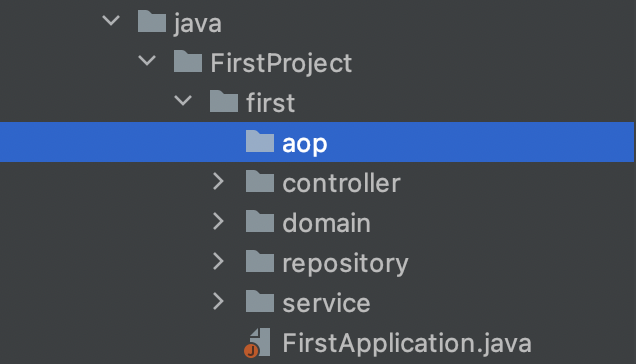 java
FirstProject
first
aop
controller
domain
repository
service
FirstApplication.java